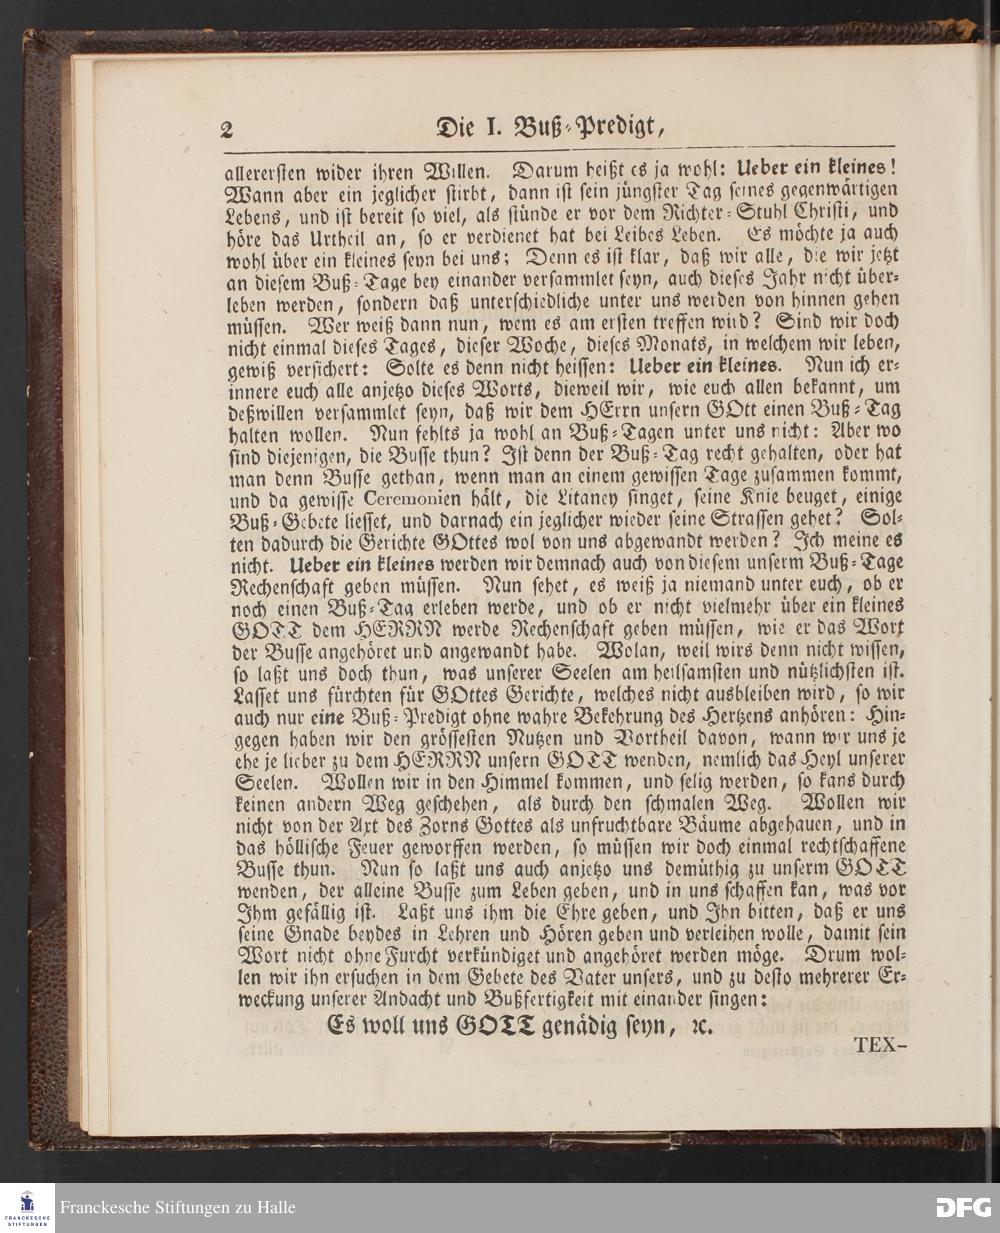 2
Die I. Buß-Predigt,
allerersten wider ihren Willen. Darum heißt es ja wohl: Ueber ein kleines!
Wann aber ein jeglicher stirbt, dann ist sein jüngster Tag seines gegenwärtigen
Lebens, und ist bereit so viel, als stünde er vor dem Richter-Stuhl Christi, und
höre das Urtheil an, so er verdienet hat bei Leibes Leben. Es möchte ja auch
wohl über ein kleines seyn bei uns; Denn es ist klar, daß wir alle, die wir jetzt
an diesem Buß-Tage bey einander versammlet seyn, auch dieses Jahr nicht über-
leben werden, sondern daß unterschiedliche unter uns werden von hinnen gehen
müssen. Wer weiß dann nun, wem es am ersten treffen wird? Sind wir doch
nicht einmal dieses Tages, dieser Woche, dieses Monats, in welchem wir leben,
gewiß versichert: Solte es denn nicht heissen: Ueber ein kleines. Nun ich er-
innere euch alle anjetzo dieses Worts, dieweil wir, wie euch allen bekannt, um
deßwillen versammlet seyn, daß wir dem HErrn unsern GOtt einen Buß-Tag
halten wollen. Nun fehlts ja wohl an Buß-Tagen unter uns nicht: Aber wo
sind diejenigen, die Busse thun? Ist denn der Buß-Tag recht gehalten, oder hat
man denn Busse gethan, wenn man an einem gewissen Tage zusammen kommt,
und da gewisse Ceremonien hält, die Litaney singet, seine Knie beuget, einige
Buß-Gebete liesset, und darnach ein jeglicher wieder seine Strassen gehet? Sol-
ten dadurch die Gerichte GOttes wol von uns abgewandt werden? Ich meine es
nicht. Ueber ein kleines werden wir demnach auch von diesem unserm Buß-Tage
Rechenschaft geben müssen. Nun sehet, es weiß ja niemand unter euch, ob er
noch einen Buß-Tag erleben werde, und ob er nicht vielmehr über ein kleines
GOTT dem HERRN werde Rechenschaft geben müssen, wie er das Wort
der Busse angehöret und angewandt habe. Wolan, weil wirs denn nicht wissen,
so laßt uns doch thun, was unserer Seelen am heilsamsten und nützlichsten ist.
Lasset uns fürchten für GOttes Gerichte, welches nicht ausbleiben wird, so wir
auch nur eine Buß-Predigt ohne wahre Bekehrung des Hertzens anhören: Hin-
gegen haben wir den grössesten Nutzen und Vortheil davon, wann wir uns je
ehe je lieber zu dem HERRN unsern GOTT wenden, nemlich das Heyl unserer
Seelen. Wollen wir in den Himmel kommen, und selig werden, so kans durch
keinen andern Weg geschehen, als durch den schmalen Weg. Wollen wir
nicht von der Axt des Zorns Gottes als unfruchtbare Bäume abgehauen, und in
das höllische Feuer geworffen werden, so müssen wir doch einmal rechtschaffene
Busse thun. Nun so laßt uns auch anjetzo uns demüthig zu unserm GOTT
wenden, der alleine Busse zum Leben geben, und in uns schaffen kan, was vor
Ihm gefällig ist. Laßt uns ihm die Ehre geben, und Ihn bitten, daß er uns
seine Gnade beydes in Lehren und Hören geben und verleihen wolle, damit sein
Wort nicht ohne Furcht verkündiget und angehöret werden möge. Drum wol-
len wir ihn ersuchen in dem Gebete des Vater unsers, und zu desto mehrerer Er-
weckung unserer Andacht und Bußfertigkeit mit einander singen:
Es woll uns GOTT genädig seyn, ꝛc.
TEX-
FRANCKESCHE
STIFTUNGEN
Franckesche Stiftungen zu Halle
DFG